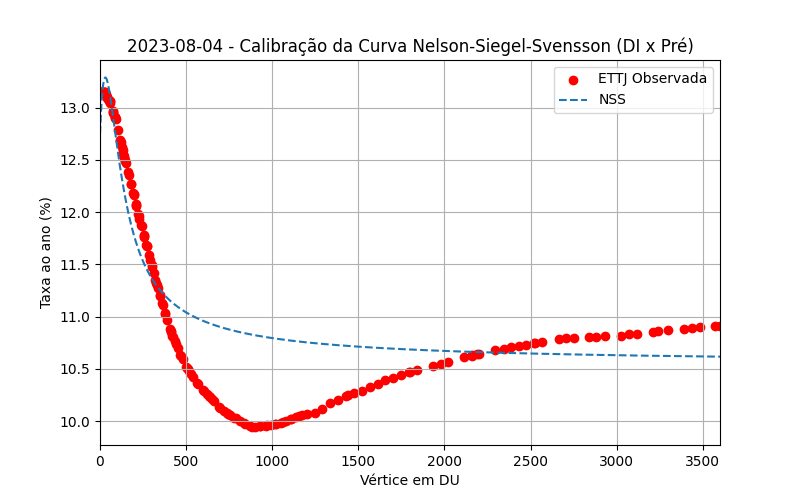 2023-08-04 - Calibração da Curva Nelson-Siegel-Svensson (DI x Pré)
ETTJ Observada
NSS
Taxa ao ano (%)
13.0
12.5
12.0
11.5
11.0
10.5
10.0
0 500 1000 1500 2000 2500 3000 3500
Vértice em DU